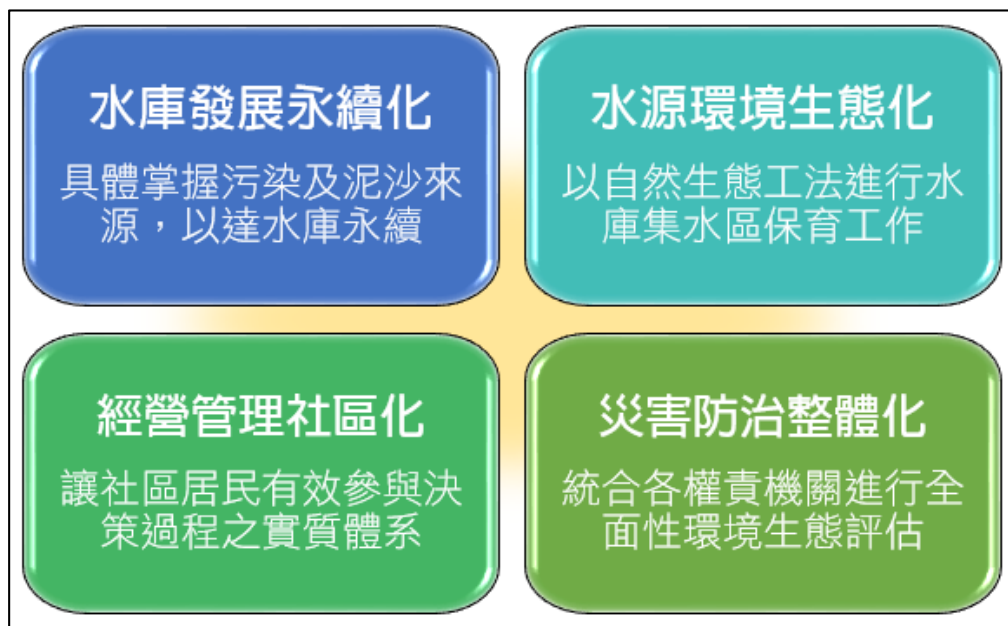 水庫發展永續化
具體掌握污染及泥沙來
源，以達水庫永續
水源環境生態化
以自然生態工法進行水
庫集水區保育工作
經營管理社區化
讓社區居民有效參與決
策過程之實質體系
災害防治整體化
統合各權責機關進行全
面性環境生態評估